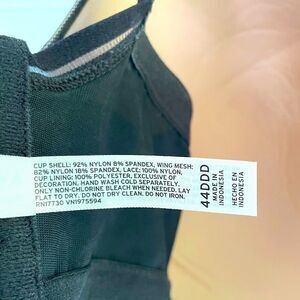 CUP SHELL: 92% NYLON 8% SPANDEX, WING MESH:
82% NYLON 18% SPANDEX, LACE: 100% NYLON,
CUP LINING: 100% POLYESTER, EXCLUSIVE OF
DECORATION, HAND WASH COLD SEPARATELY,
ONLY NON-CHLORINE BLEACH WHEN NEEDED. LAY
FLAT TO DRY. DO NOT DRY CLEAN. DO NOT IRON.
RN17730 VN1975594
44DDD
MADE IN
INDONESIA
HECHO EN
INDONESIA